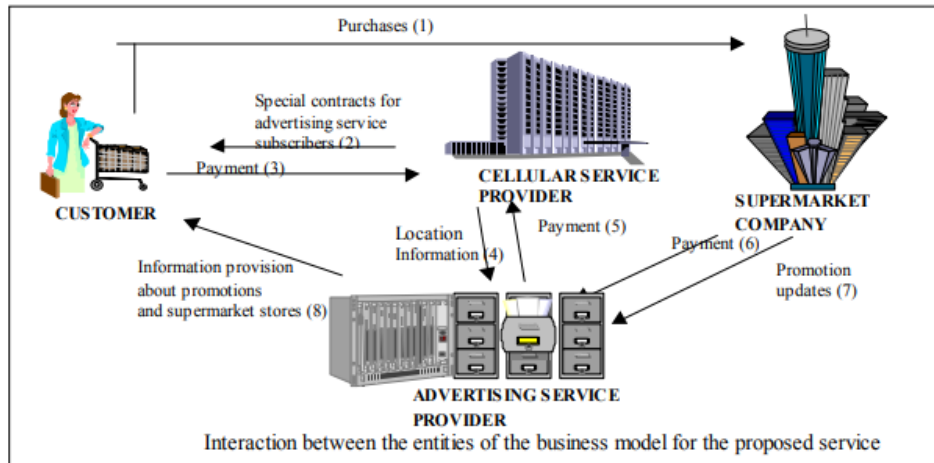 Purchases (1)
Special contracts for
advertising service
subscribers (2)
Payment (3)
CELLULAR SERVICE
PROVIDER
CUSTOMER
SUPERMARKET
COMPANY
Location
Information (4)
Payment (5)
Payment (6)
Promotion
updates (7)
Information provision
about promotions
and supermarket stores (8)
ADVERTISING SERVICE
PROVIDER
Interaction between the entities of the business model for the proposed service